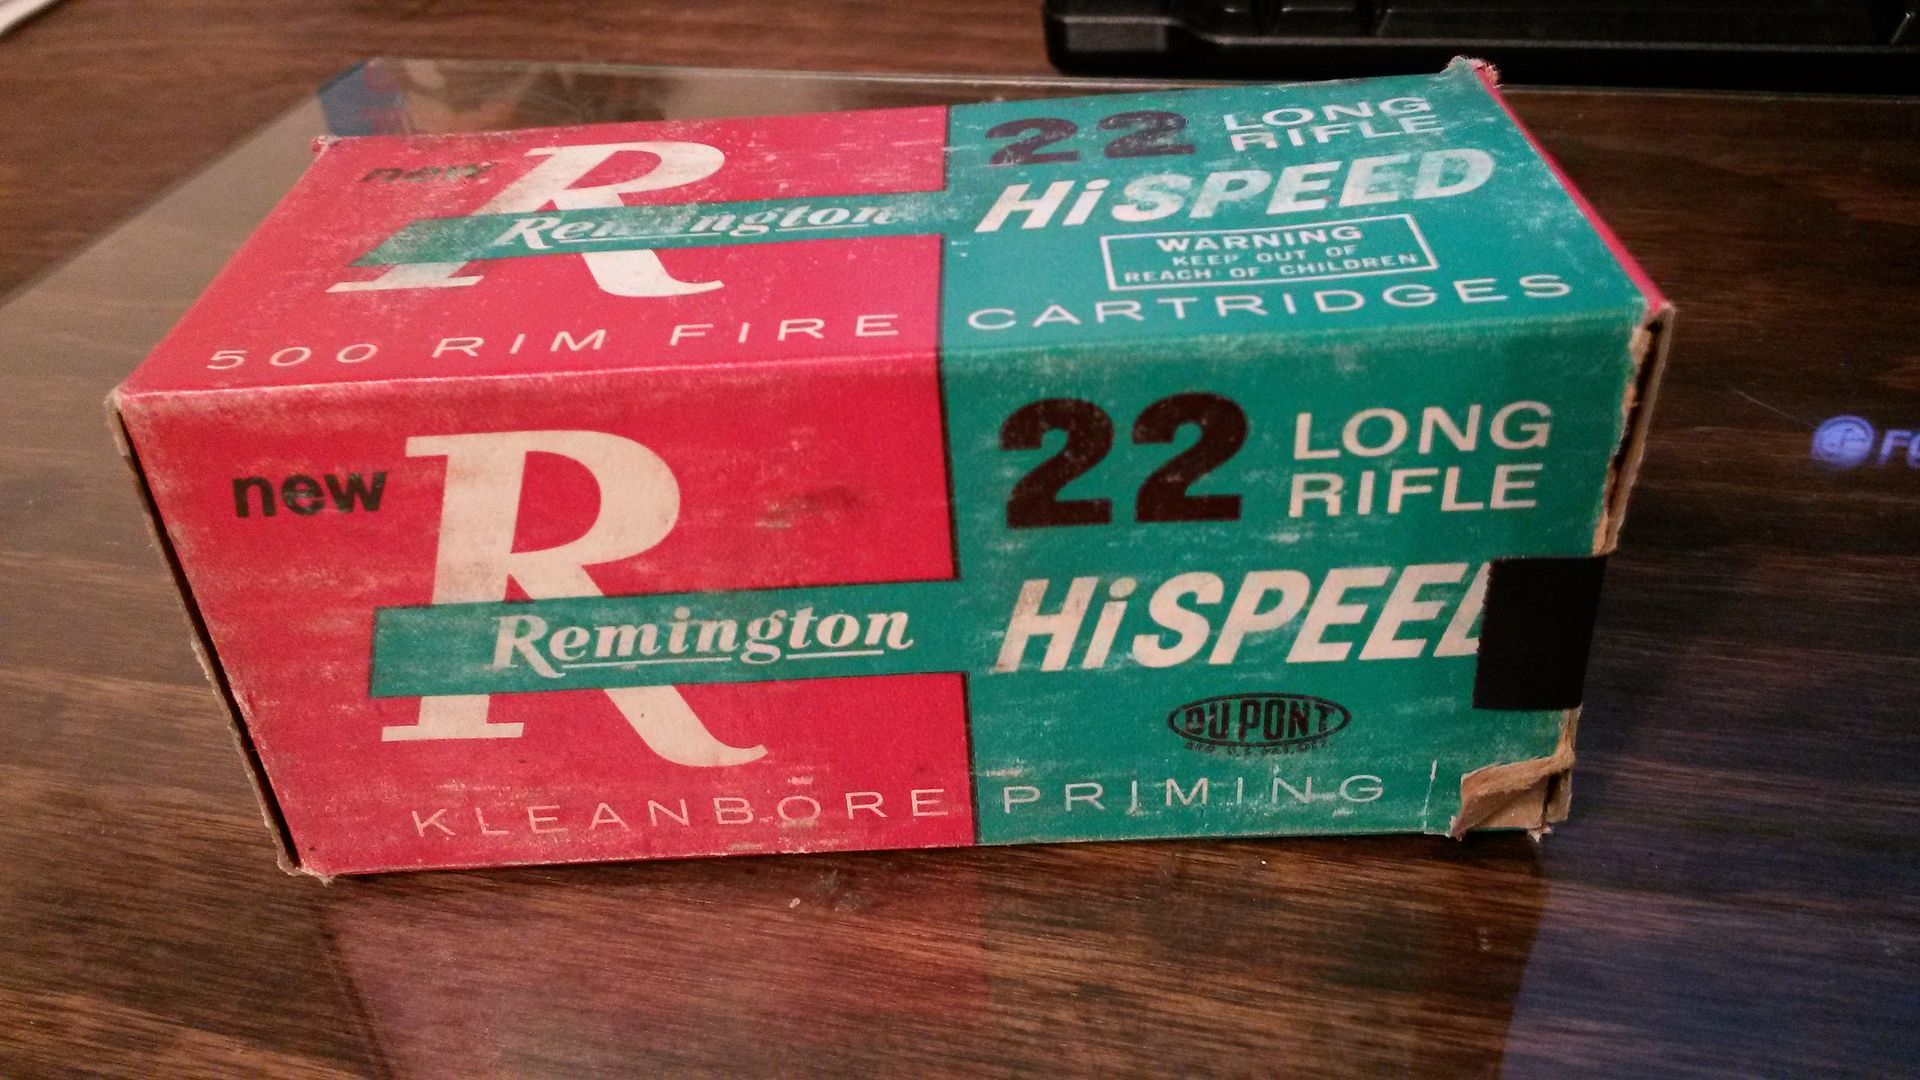 new
R
Remington
500 RIM FIRE CARTRIDGES
22 LONG RIFLE
HiSPEED
WARNING
KEEP OUT OF
REACH OF CHILDREN
new
R
Remington
KLEANBORE PRIMING
22 LONG RIFLE
HiSPEE
DU PONT